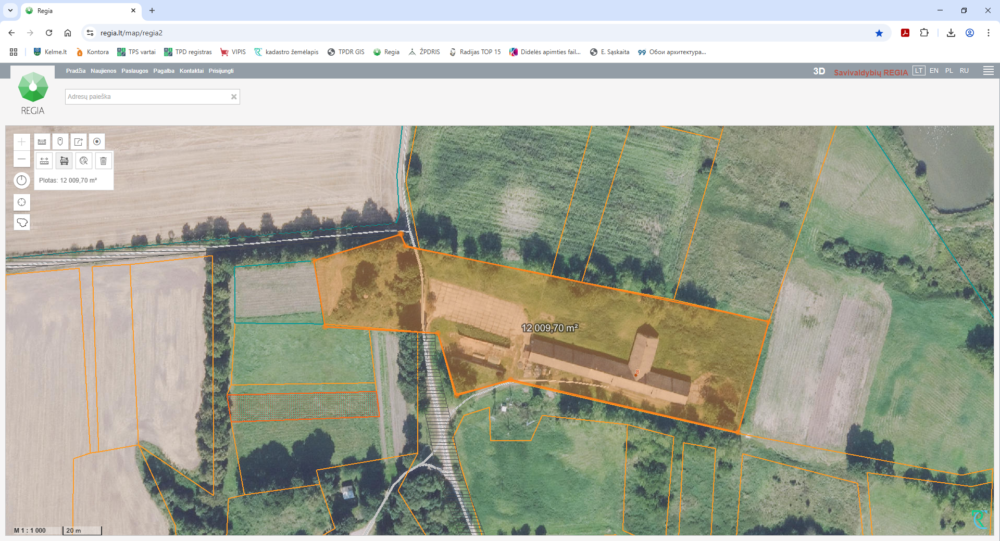 Regia
regia.lt/map/regia2
Kelme.lt
Kontora
TPS vartai
TPD registras
VIPIS
kadastro žemėlapis
TPDR GIS
Regia
ŽPDRIS
Radijas TOP 15
Didelės apimties fail...
E. Sąskaita
99 Обои архитектура...
Pradžia Naujienos Paslaugos Pagalba Kontaktai Prisijungti
3D Savivaldybių REGIA LT EN PL RU
Adresų paieška
REGIA
Plotas: 12 009,70 m²
12 009,70 m²
8
M 1 : 1 000
20 m